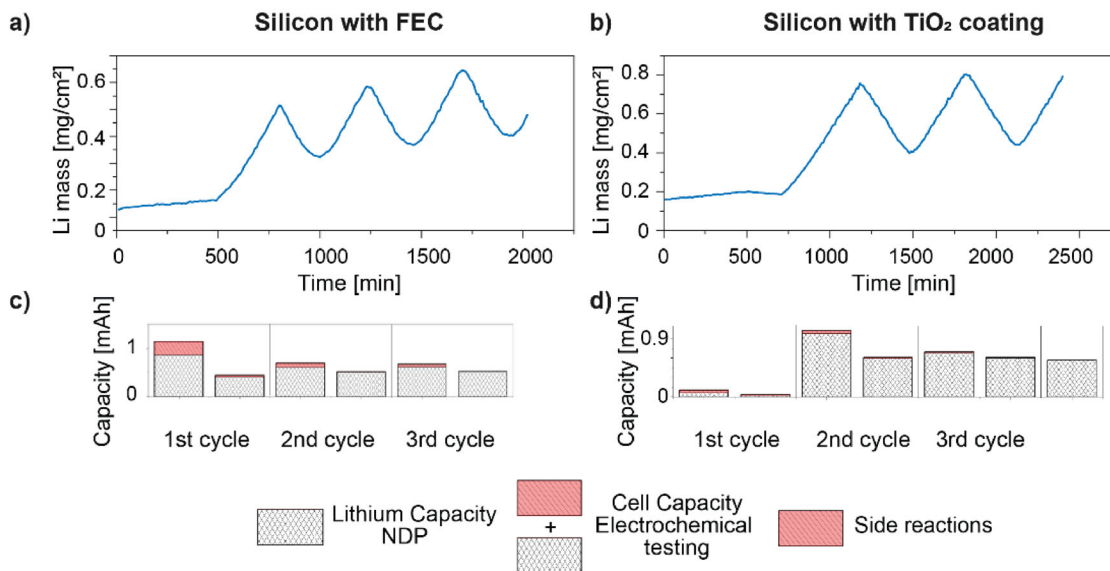 a)
Silicon with FEC
Li mass [mg/cm²]
0.6
0.4
0.2
0
0
500
1000
1500
2000
Time [min]
b)
Silicon with TiO₂ coating
Li mass [mg/cm²]
0.8
0.6
0.4
0.2
0
0
500
1000
1500
2000
2500
Time [min]
c)
Capacity [mAh]
1
0
1st cycle
2nd cycle
3rd cycle
d)
Capacity [mAh]
0.9
0
1st cycle
2nd cycle
3rd cycle
Lithium Capacity
NDP
+
Cell Capacity
Electrochemical
testing
Side reactions